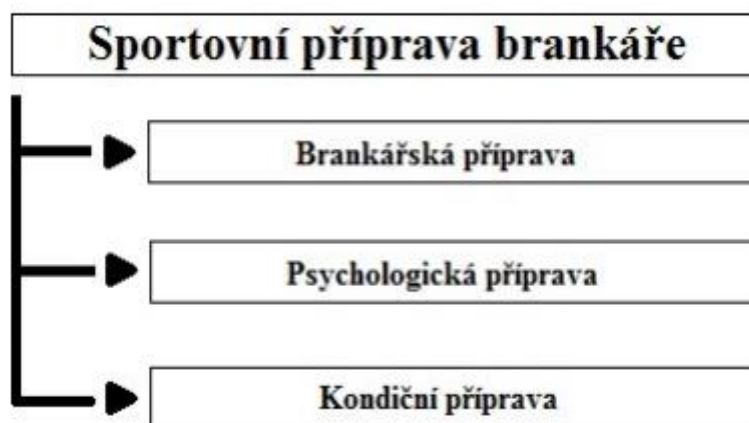 Sportovní příprava brankáře
Brankářská příprava
Psychologická příprava
Kondiční příprava